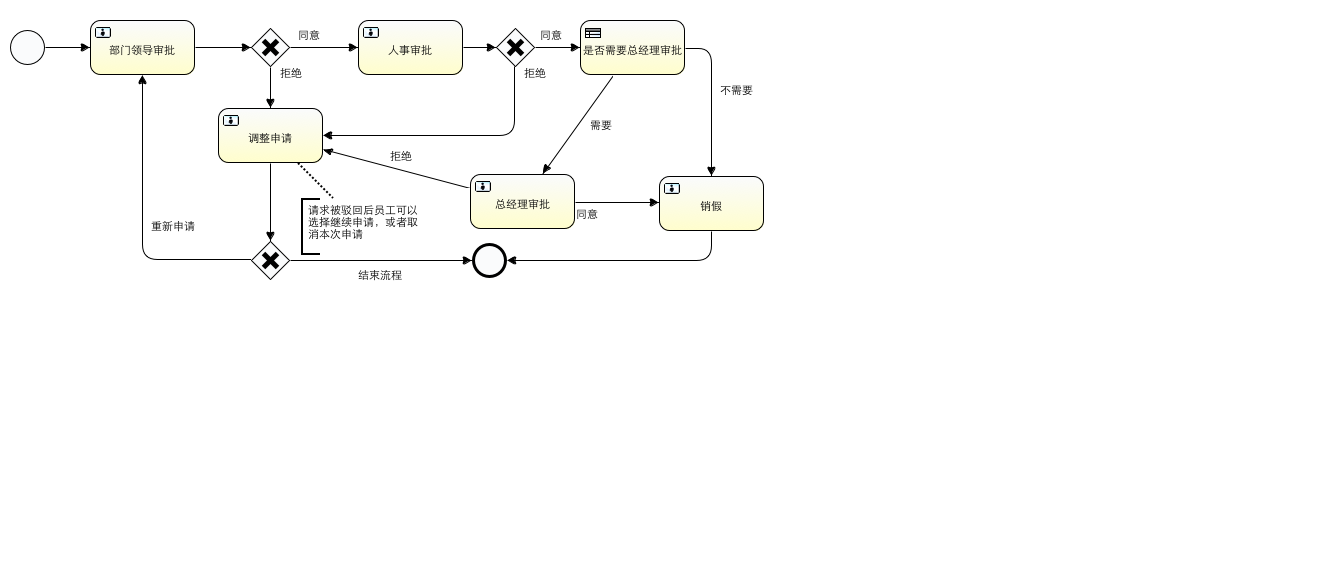 部门领导审批
同意
人事审批
同意
是否需要总经理审批
拒绝
拒绝
不需要
调整申请
需要
拒绝
总经理审批
同意
销假
请求被驳回后员工可以
选择继续申请，或者取
消本次申请
重新申请
结束流程